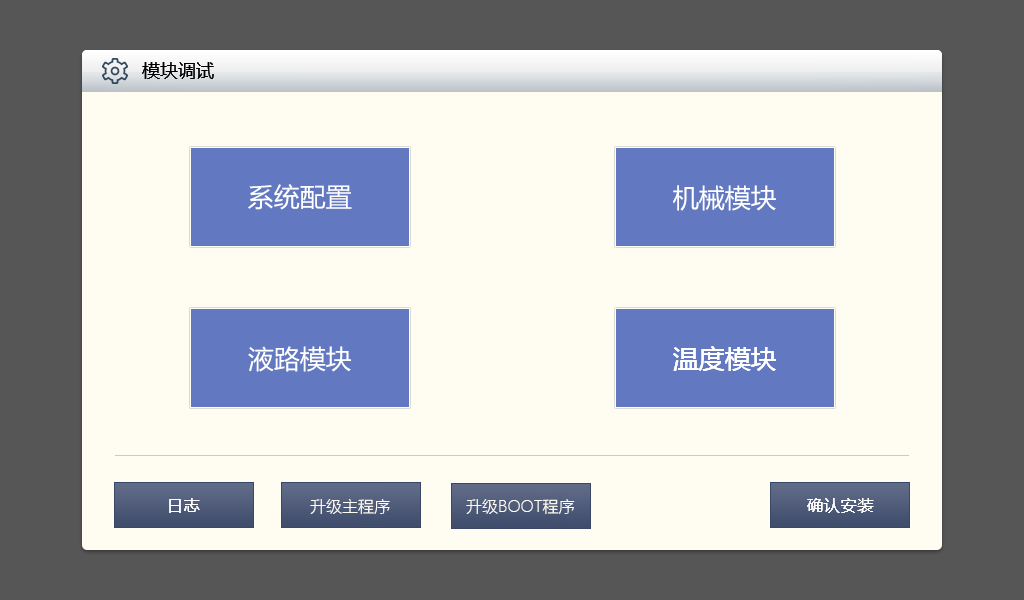 模块调试
系统配置
机械模块
液路模块
温度模块
日志
升级主程序
升级BOOT程序
确认安装